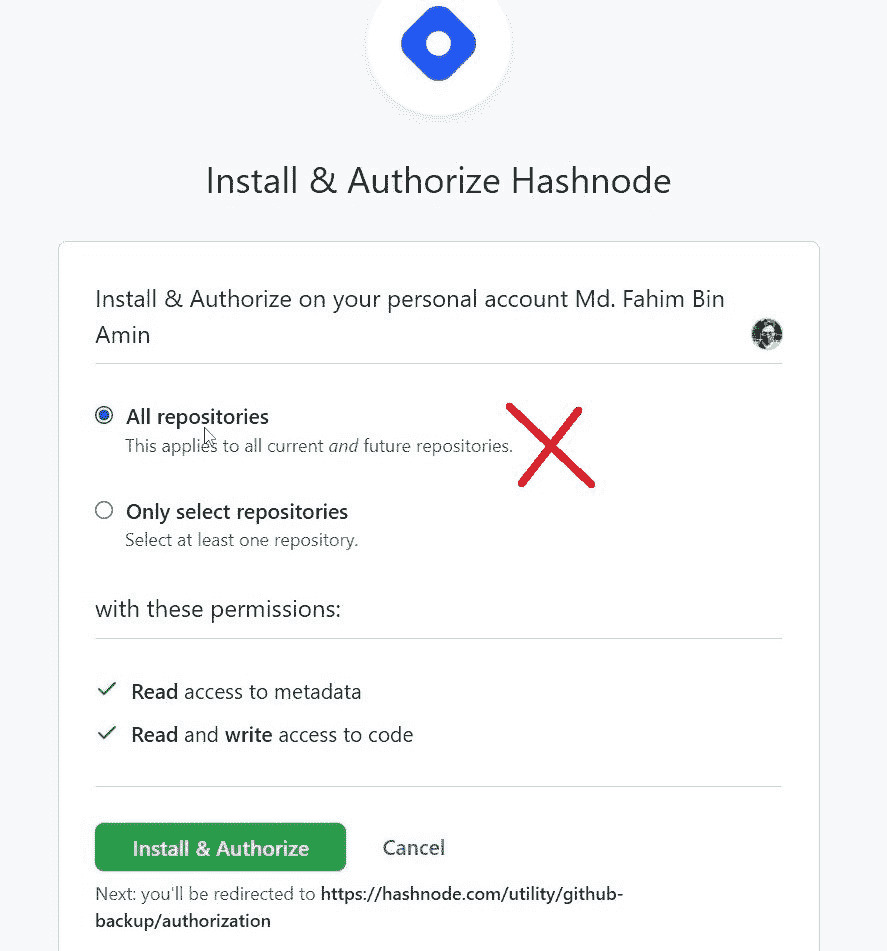 Install & Authorize Hashnode
Install & Authorize on your personal account Md. Fahim Bin
Amin
All repositories
This applies to all current and future repositories.
Only select repositories
Select at least one repository.
with these permissions:
Read access to metadata
Read and write access to code
Install & Authorize
Cancel
Next: you'll be redirected to https://hashnode.com/utility/github-
backup/authorization